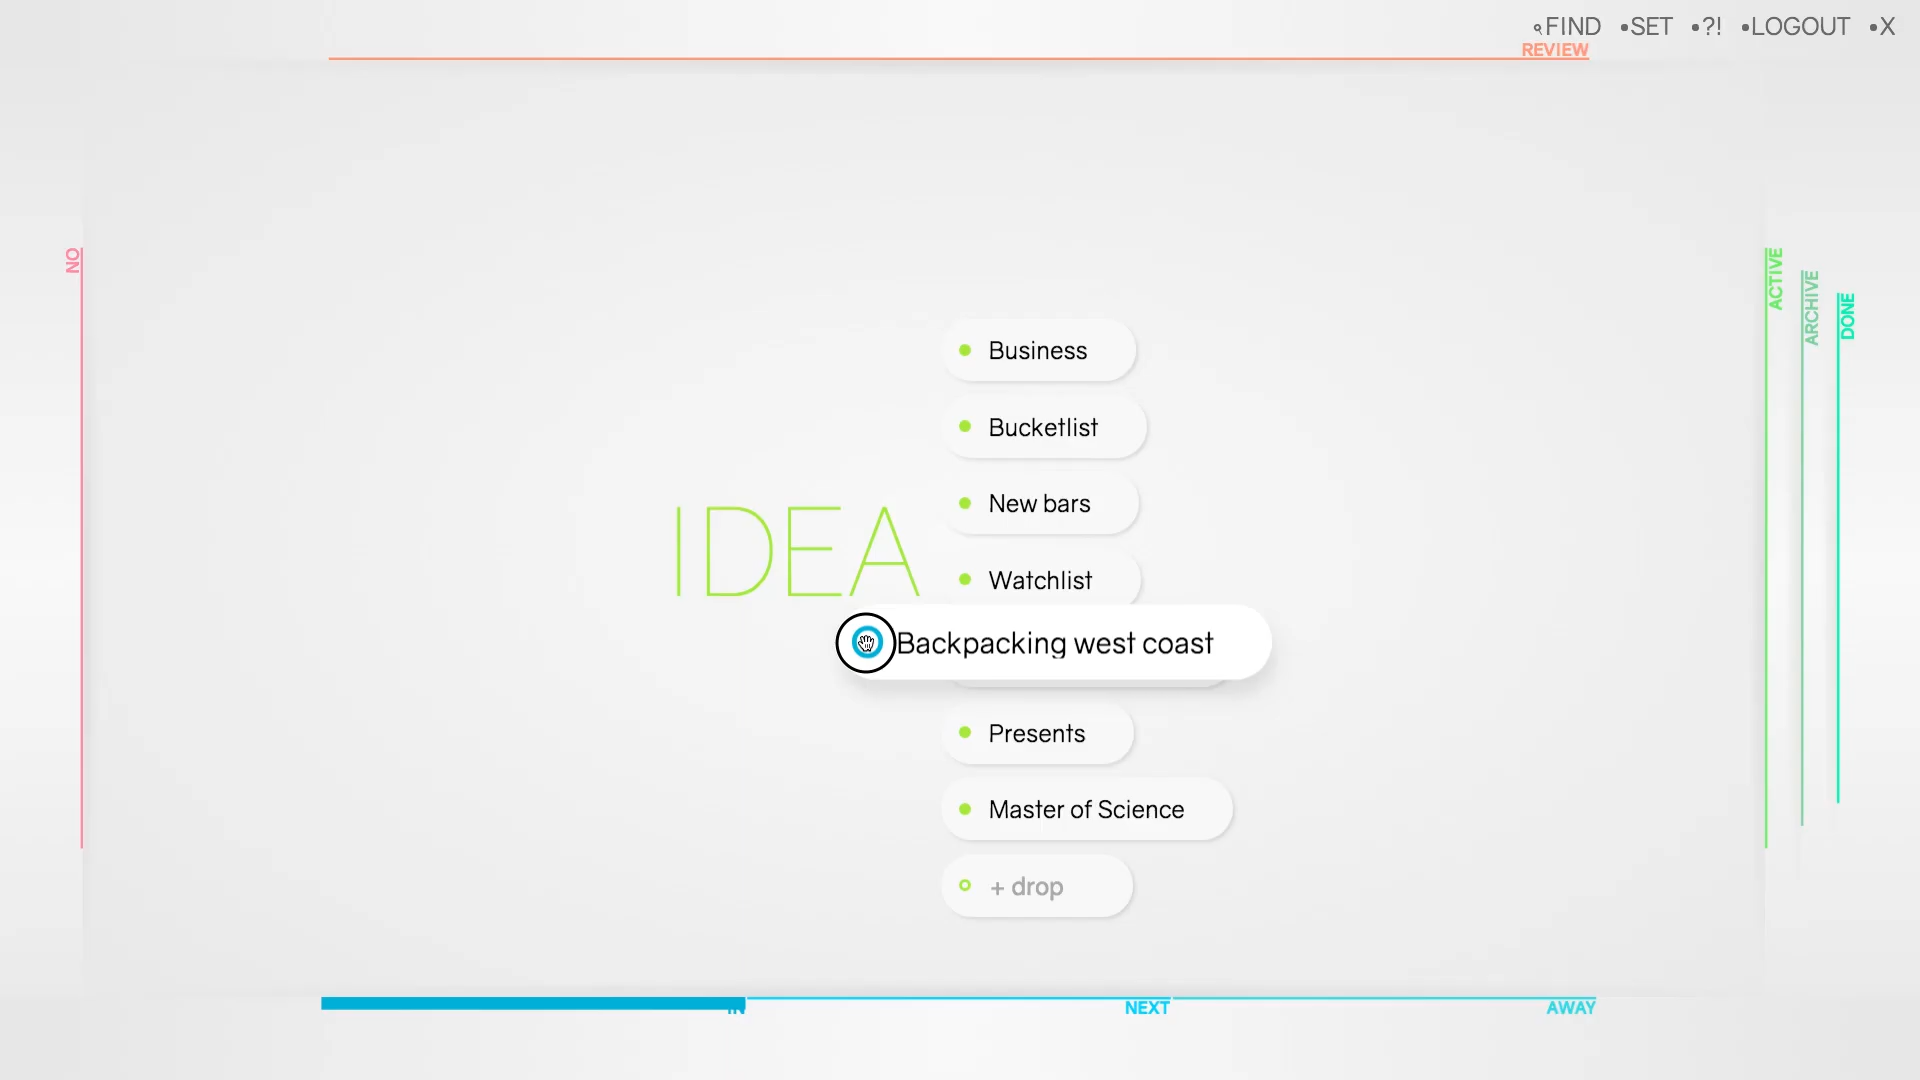 FIND •SET •?! •LOGOUT •X
REVIEW
NO
ACTIVE
ARCHIVE
DONE
IDEA
Business
Bucketlist
New bars
Watchlist
Backpacking west coast
Presents
Master of Science
+ drop
IN
NEXT
AWAY